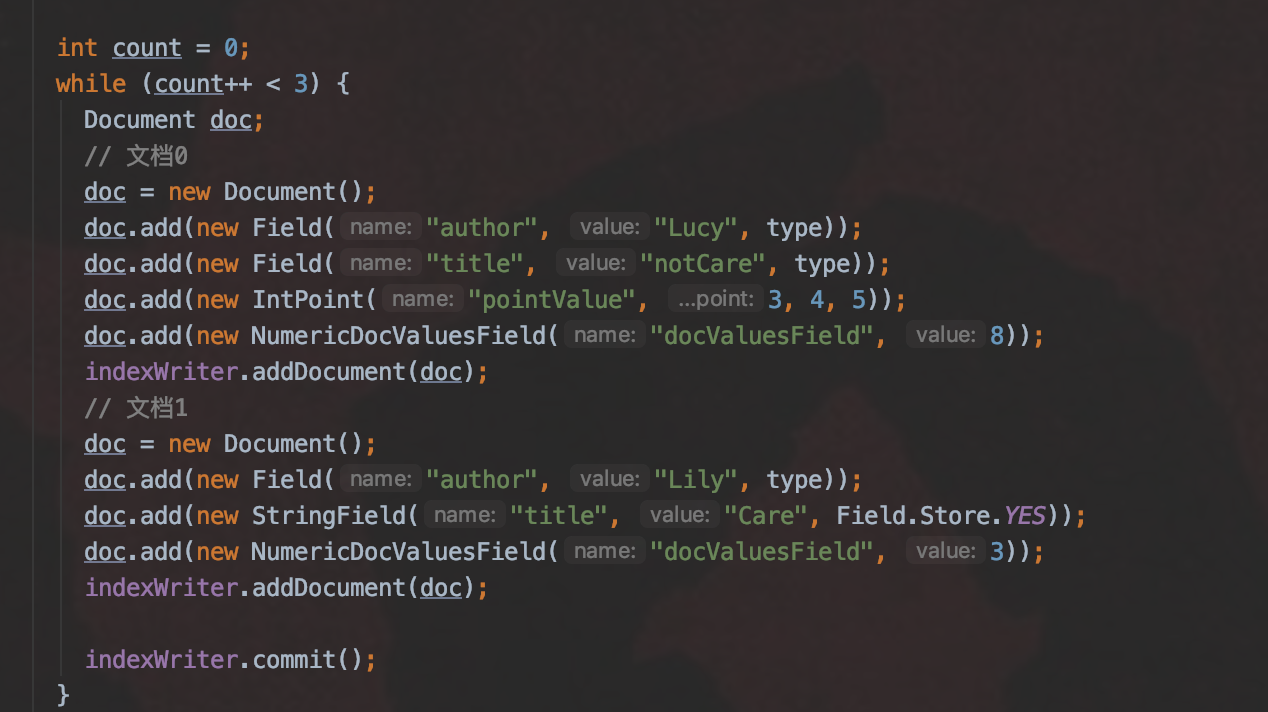 int count = 0;
while (count++ < 3) {
Document doc;
// 文档0
doc = new Document();
doc.add(new Field( name: "author", value: "Lucy", type));
doc.add(new Field( name: "title", value: "notCare", type));
doc.add(new IntPoint( name: "pointValue", ...point: 3, 4, 5));
doc.add(new NumericDocValuesField( name: "docValuesField", value: 8));
indexWriter.addDocument(doc);
// 文档1
doc = new Document();
doc.add(new Field( name: "author", value: "Lily", type));
doc.add(new StringField( name: "title", value: "Care", Field.Store.YES));
doc.add(new NumericDocValuesField( name: "docValuesField", value: 3));
indexWriter.addDocument(doc);
indexWriter.commit();
}